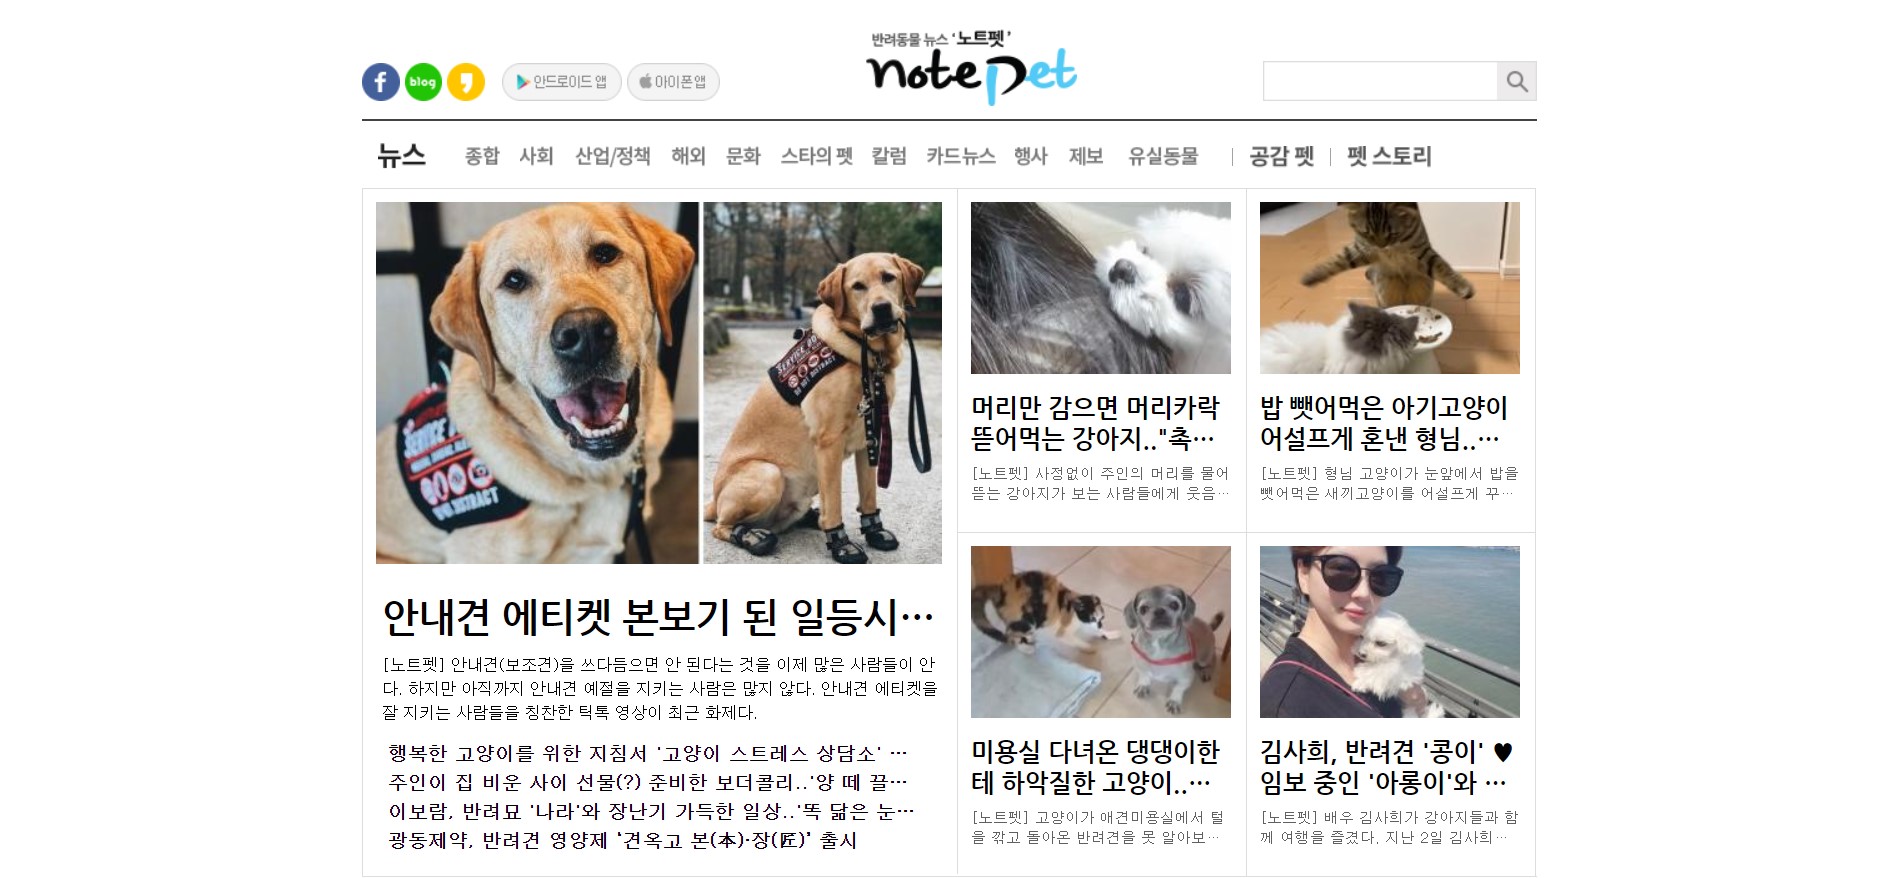 반려동물 뉴스 '노트펫'
notepet
f
blog
안드로이드 앱
아이폰 앱
뉴스
종합 사회 산업/정책 해외 문화 스타의 펫 칼럼 카드뉴스 행사 제보 유실동물
공감 펫
펫 스토리
SERVICE DOG
DO NOT DISTRACT
안내견 에티켓 본보기 된 일등시…
[노트펫] 안내견(보조견)을 쓰다듬으면 안 된다는 것을 이제 많은 사람들이 안
다. 하지만 아직까지 안내견 예절을 지키는 사람은 많지 않다. 안내견 에티켓을
잘 지키는 사람들을 칭찬한 턱톡 영상이 최근 화제다.
행복한 고양이를 위한 지침서 '고양이 스트레스 상담소' …
주인이 집 비운 사이 선물(?) 준비한 보더콜리..'양 떼 끌…
이보람, 반려묘 '나라'와 장난기 가득한 일상..'똑 닮은 눈…
광동제약, 반려견 영양제 ‘견옥고 본(本)·장(匠)’ 출시
머리만 감으면 머리카락
뜯어먹는 강아지.."촉…
[노트펫] 사정없이 주인의 머리를 물어
뜯는 강아지가 보는 사람들에게 웃음…
밥 뺏어먹은 아기고양이
어설프게 혼낸 형님..…
[노트펫] 형님 고양이가 눈앞에서 밥을
뺏어먹은 새끼고양이를 어설프게 꾸…
미용실 다녀온 댕댕이한
테 하악질한 고양이..…
[노트펫] 고양이가 애견미용실에서 털
을 깎고 돌아온 반려견을 못 알아보…
김사희, 반려견 '콩이' ♥
임보 중인 '아롱이'와 …
[노트펫] 배우 김사희가 강아지들과 함
께 여행을 즐겼다. 지난 2일 김사희…